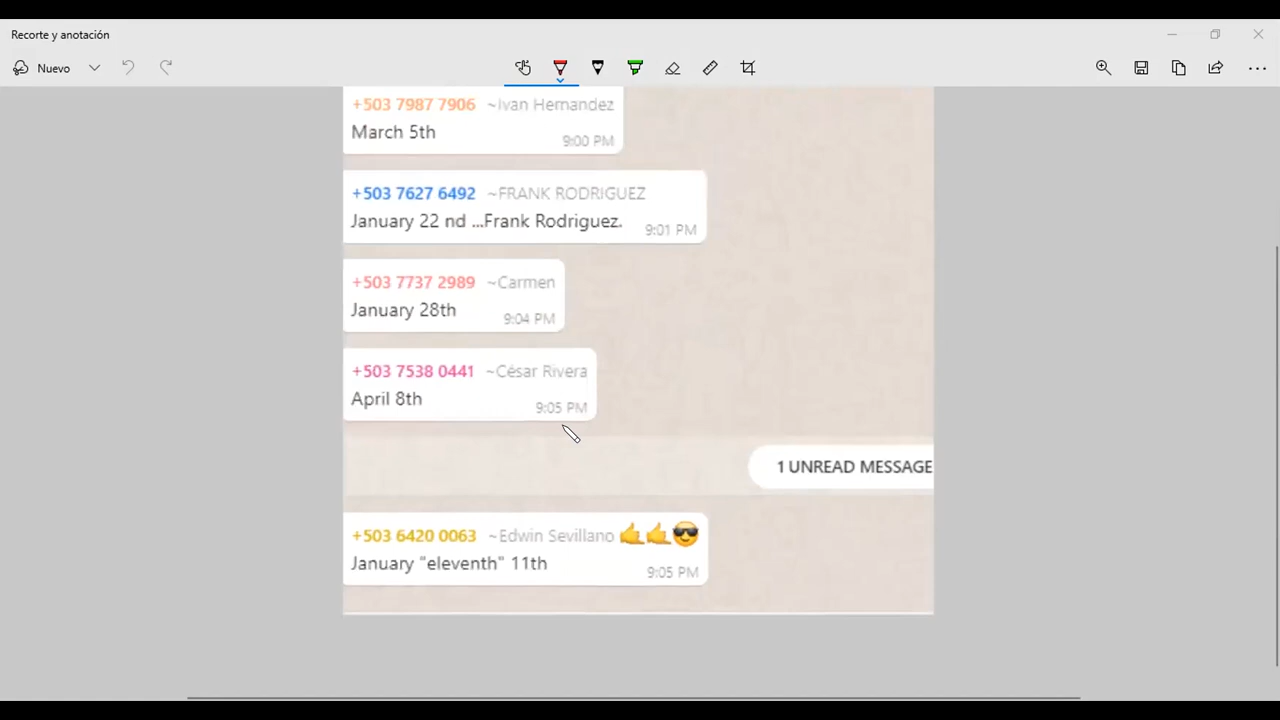 Recorte y anotación
Nuevo
+503 7987 7906 ~Ivan Hernandez
March 5th
9:00 PM
+503 7627 6492 ~FRANK RODRIGUEZ
January 22 nd ...Frank Rodriguez.
9:01 PM
+503 7737 2989 ~Carmen
January 28th
9:04 PM
+503 7538 0441 ~César Rivera
April 8th
9:05 PM
1 UNREAD MESSAGE
+503 6420 0063 ~Edwin Sevillano 🤙🤙😎
January "eleventh" 11th
9:05 PM